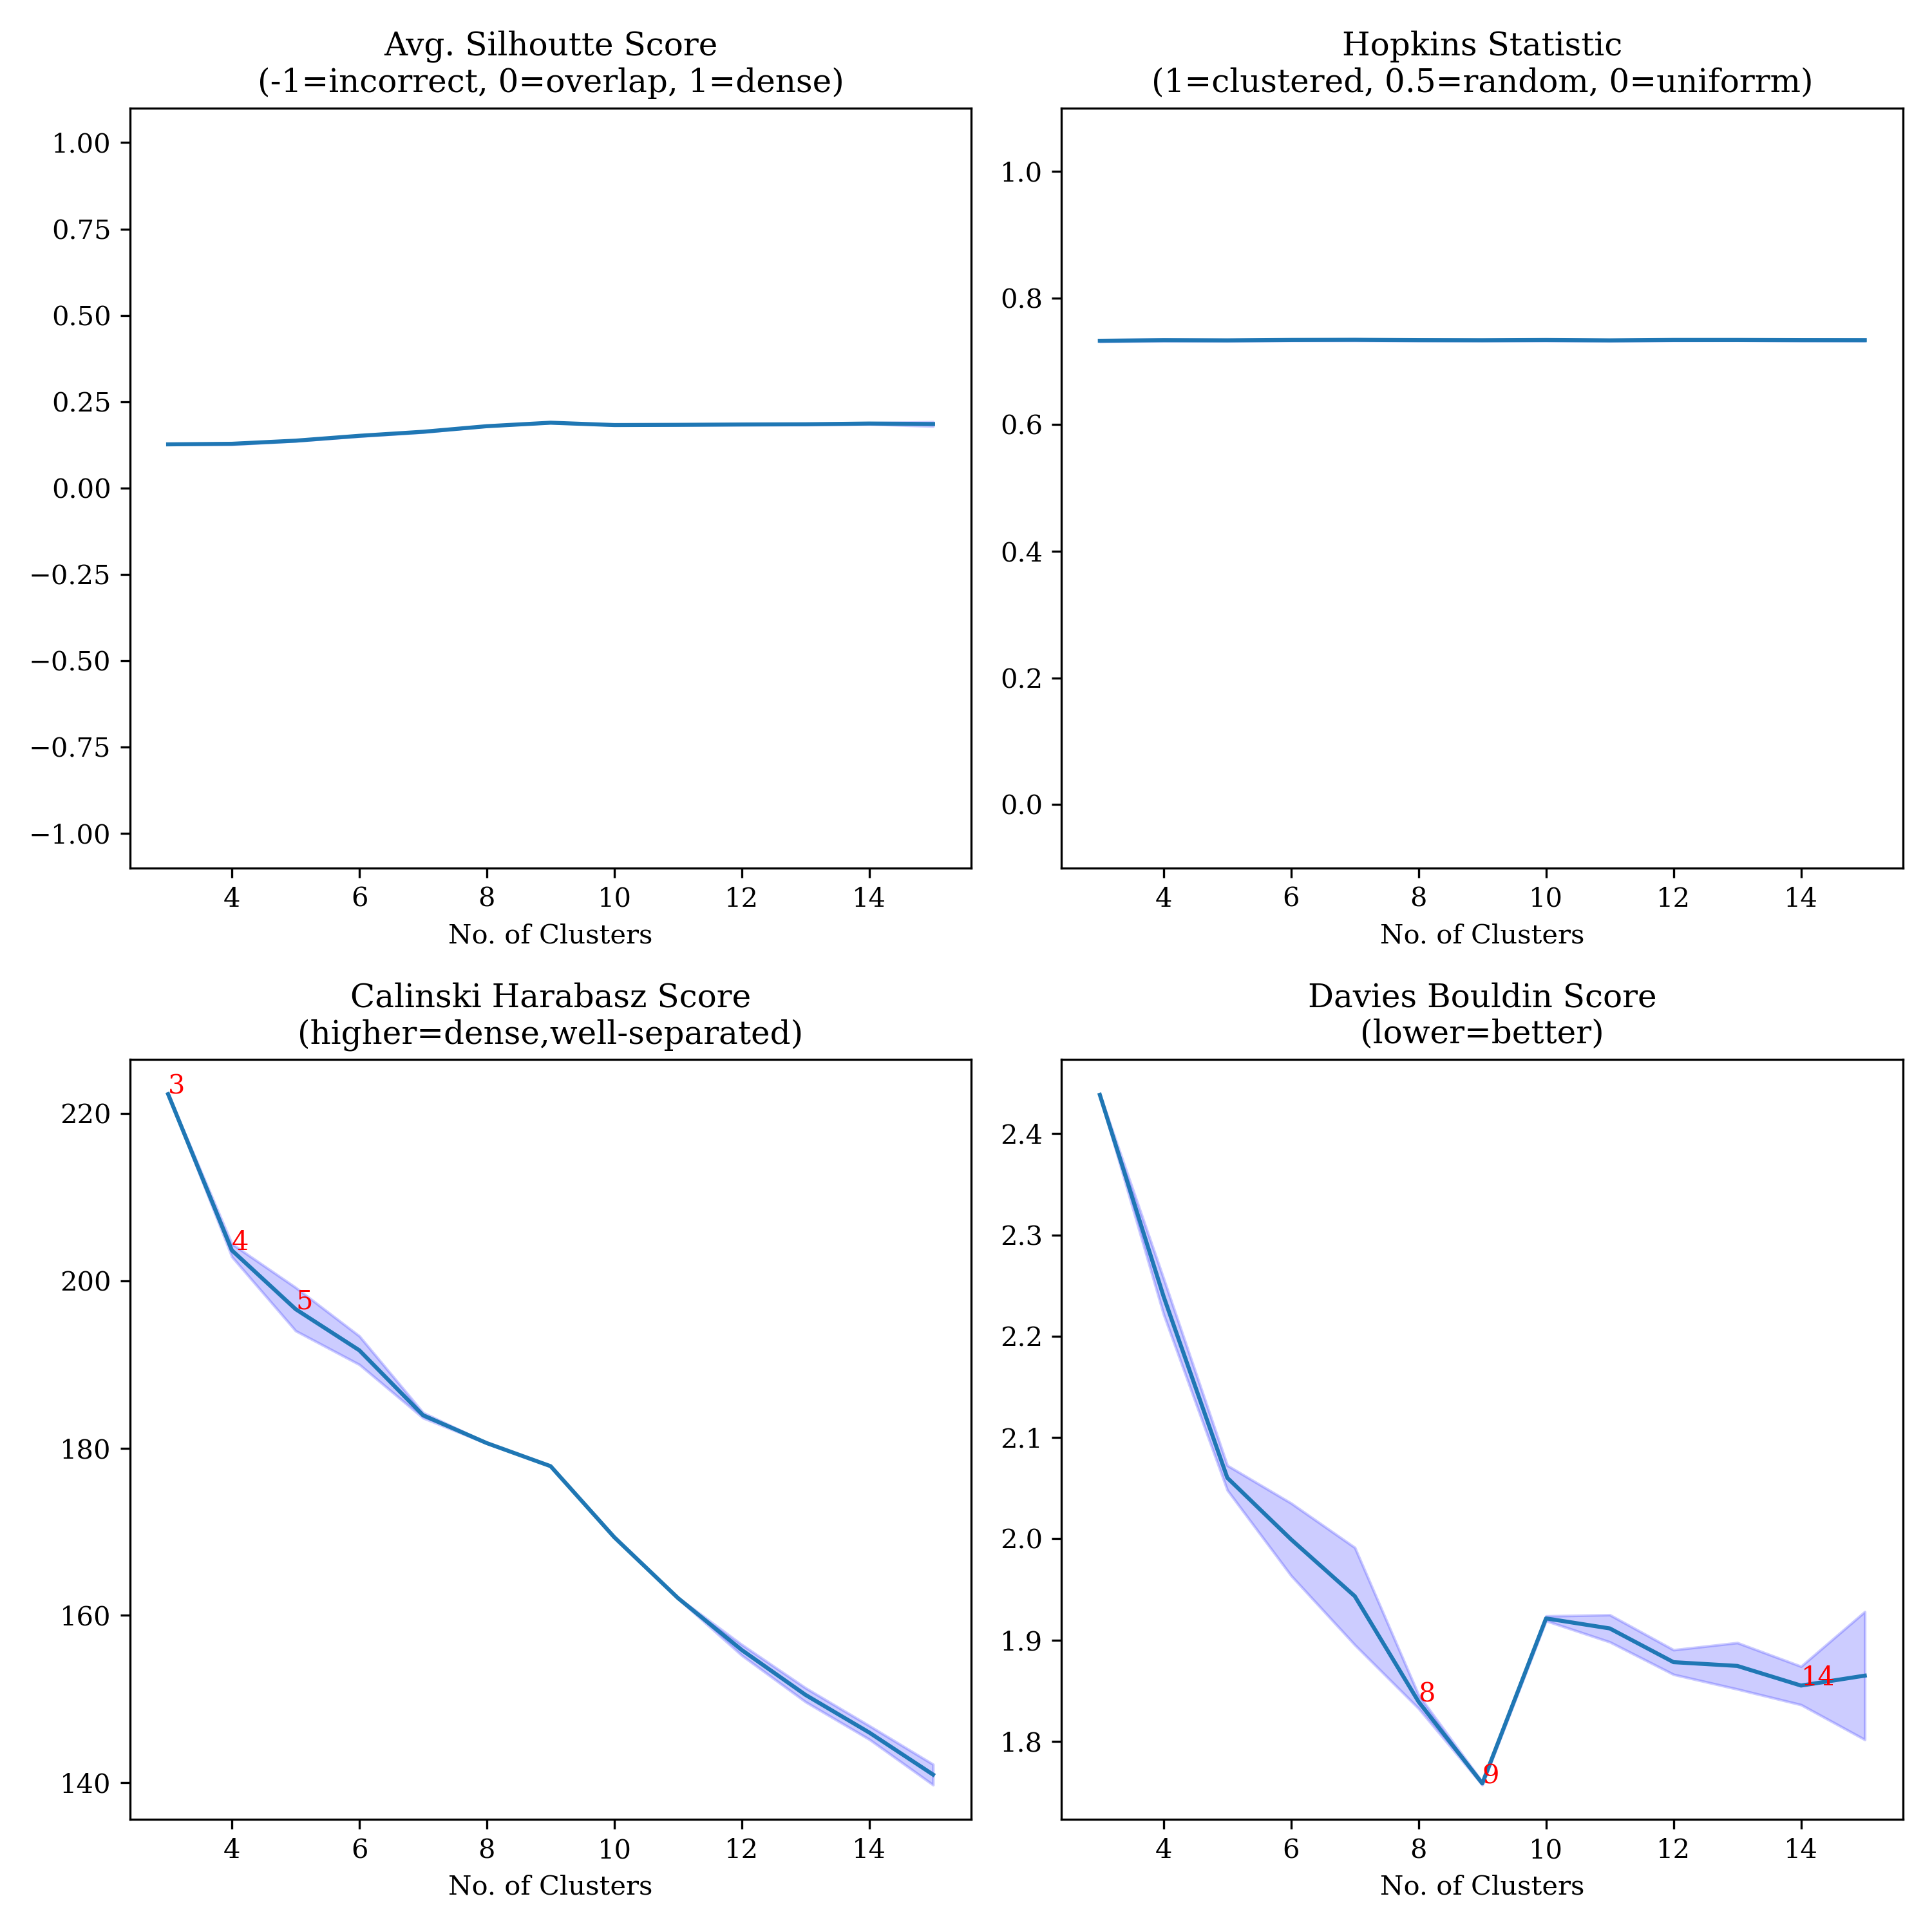 Avg. Silhoutte Score
(-1=incorrect, 0=overlap, 1=dense)
1.00
0.75
0.50
0.25
0.00
−0.25
−0.50
−0.75
−1.00
4 6 8 10 12 14
No. of Clusters
Hopkins Statistic
(1=clustered, 0.5=random, 0=uniforrm)
1.0
0.8
0.6
0.4
0.2
0.0
4 6 8 10 12 14
No. of Clusters
Calinski Harabasz Score
(higher=dense,well-separated)
220
200
180
160
140
3
4
5
4 6 8 10 12 14
No. of Clusters
Davies Bouldin Score
(lower=better)
2.4
2.3
2.2
2.1
2.0
1.9
1.8
8
9
14
4 6 8 10 12 14
No. of Clusters